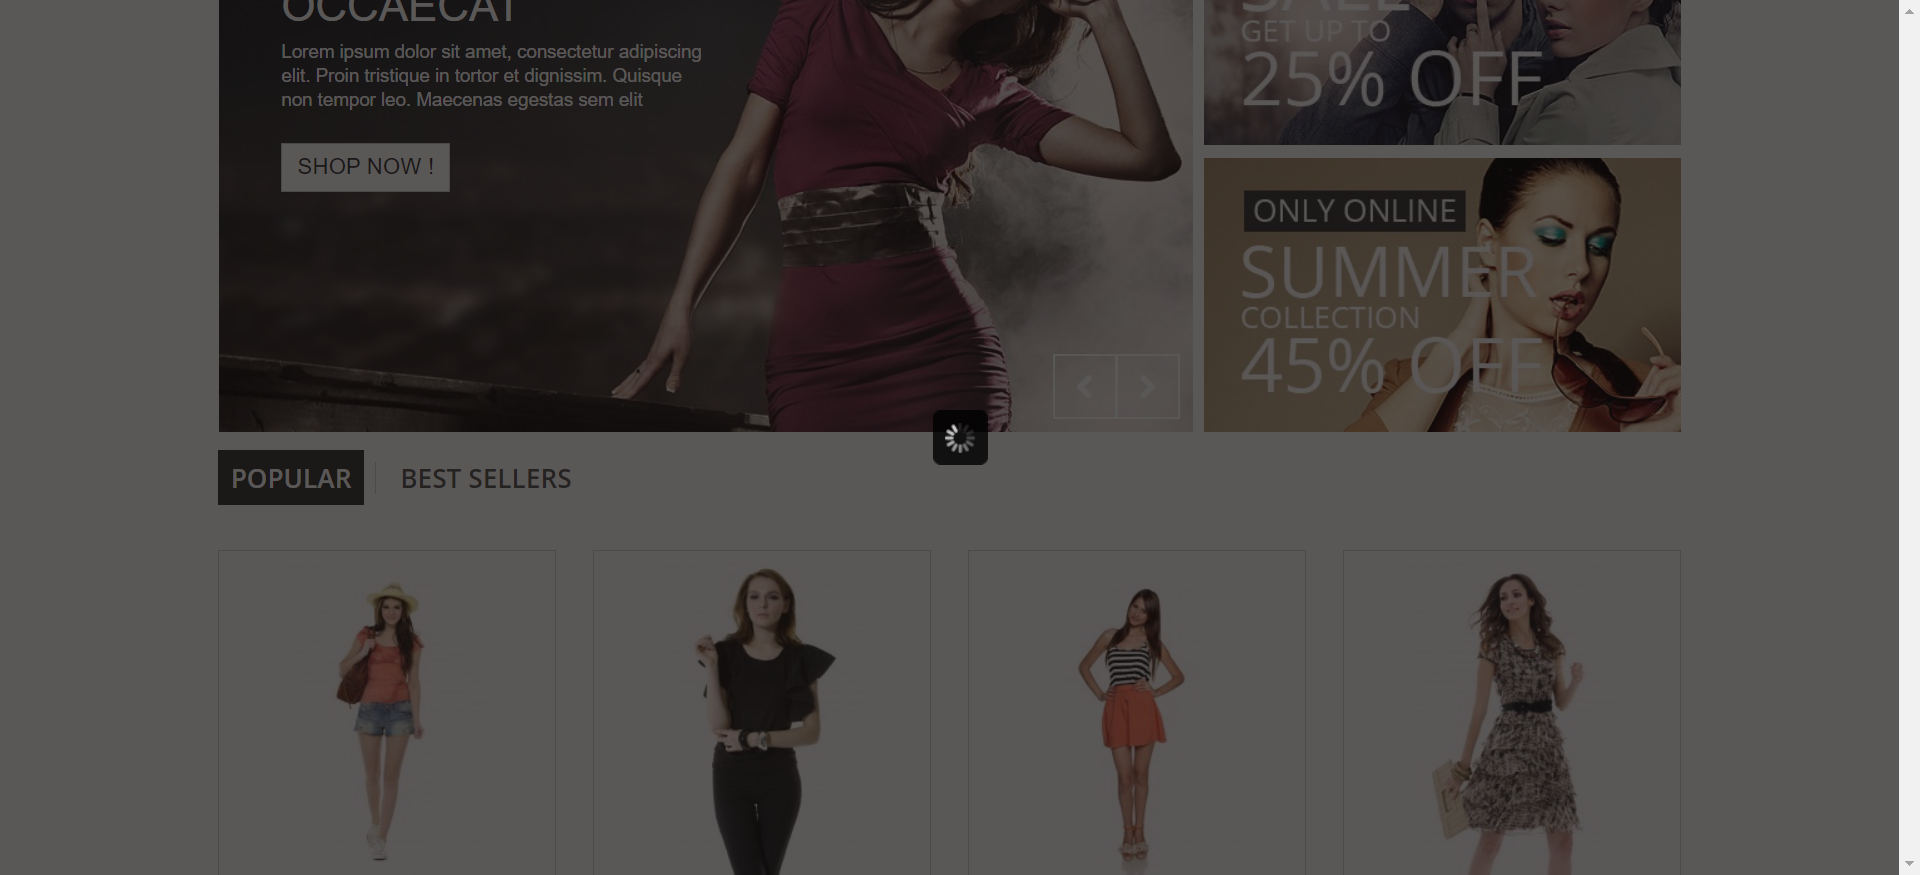 OCCAECAT
Lorem ipsum dolor sit amet, consectetur adipiscing
elit. Proin tristique in tortor et dignissim. Quisque
non tempor leo. Maecenas egestas sem elit
SHOP NOW !
SALE
GET UP TO
25% OFF
ONLY ONLINE
SUMMER
COLLECTION
45% OFF
POPULAR
BEST SELLERS